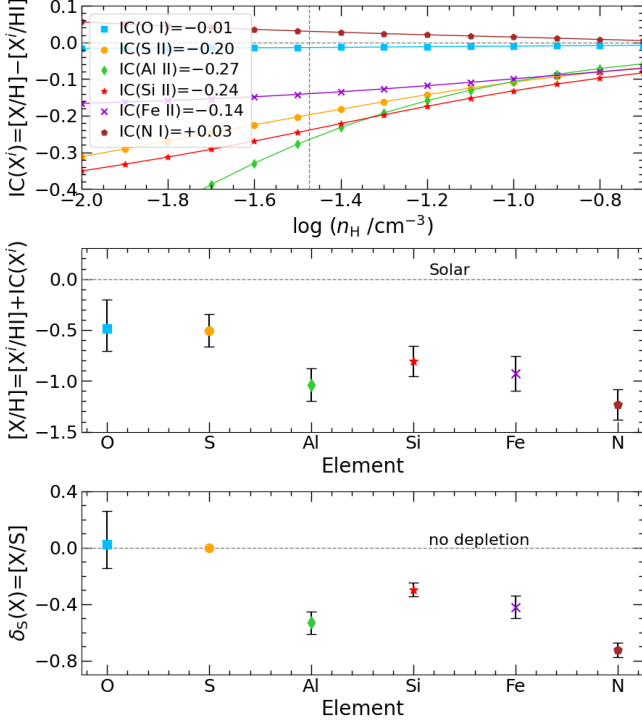 IC(Xⁱ)=[X/H]−[Xⁱ/HI]
0.1
0.0
−0.1
−0.2
−0.3
−0.4
IC(O I)=−0.01
IC(S II)=−0.20
IC(Al II)=−0.27
IC(Si II)=−0.24
IC(Fe II)=−0.14
IC(N I)=+0.03
−2.0 −1.8 −1.6 −1.4 −1.2 −1.0 −0.8
log (n_H /cm⁻³)
[X/H]=[Xⁱ/HI]+IC(Xⁱ)
0.0
−0.5
−1.0
−1.5
Solar
O S Al Si Fe N
Element
δ_S(X)=[X/S]
0.4
0.0
−0.4
−0.8
no depletion
O S Al Si Fe N
Element